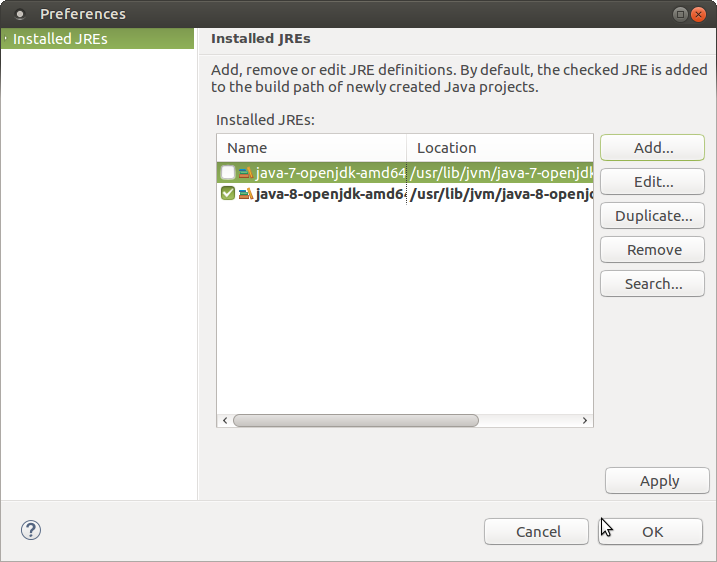 Preferences
Installed JREs
Installed JREs
Add, remove or edit JRE definitions. By default, the checked JRE is added
to the build path of newly created Java projects.
Installed JREs:
Name Location
java-7-openjdk-amd64 /usr/lib/jvm/java-7-openjdk
java-8-openjdk-amd64 /usr/lib/jvm/java-8-openjd
Add...
Edit...
Duplicate...
Remove
Search...
Apply
?
Cancel
OK